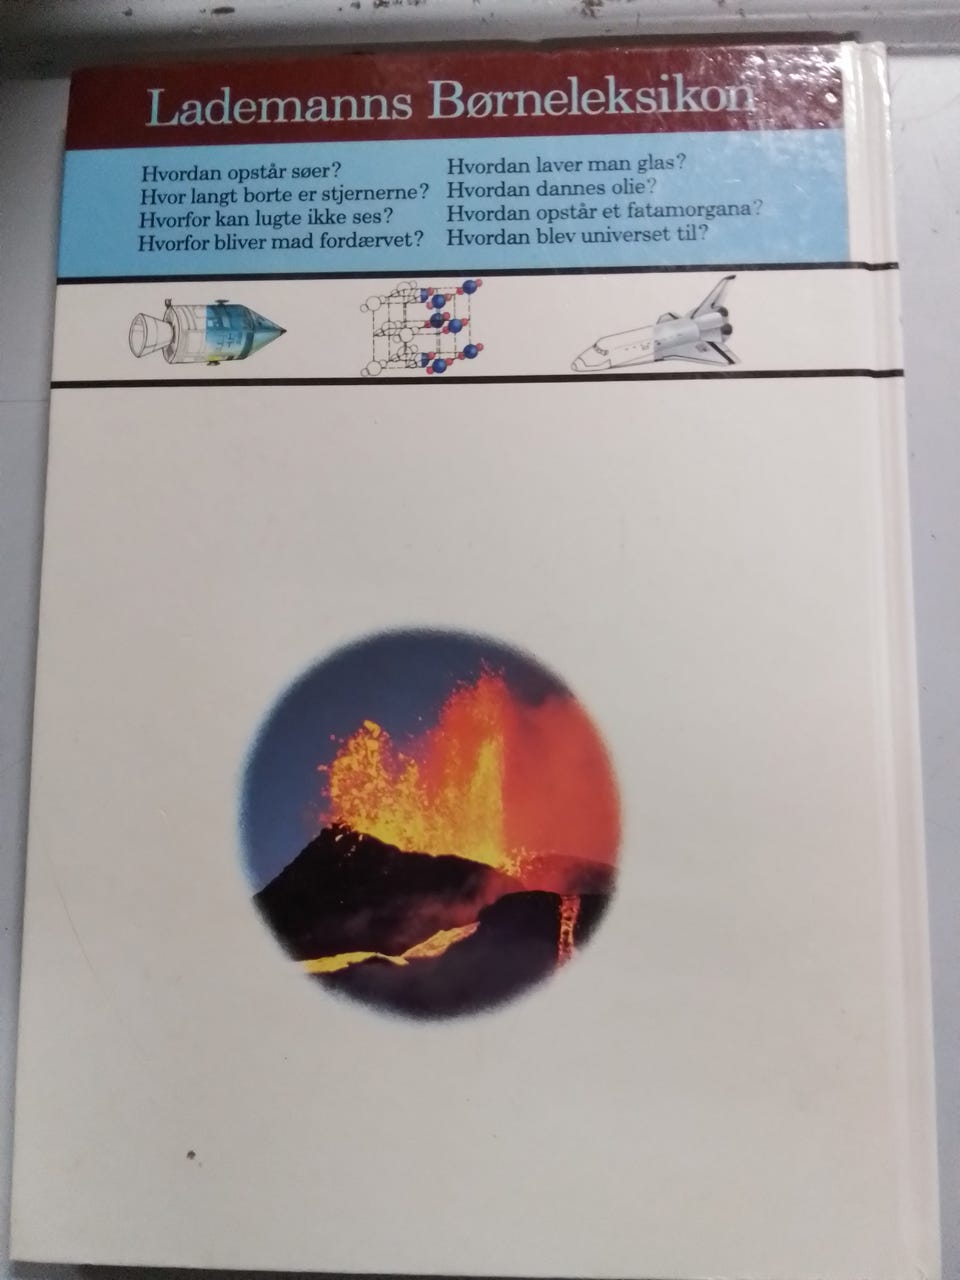 Lademanns Børneleksikon
Hvordan opstår søer?
Hvor langt borte er stjernerne?
Hvorfor kan lugte ikke ses?
Hvorfor bliver mad fordærvet?
Hvordan laver man glas?
Hvordan dannes olie?
Hvordan opstår et fatamorgana?
Hvordan blev universet til?